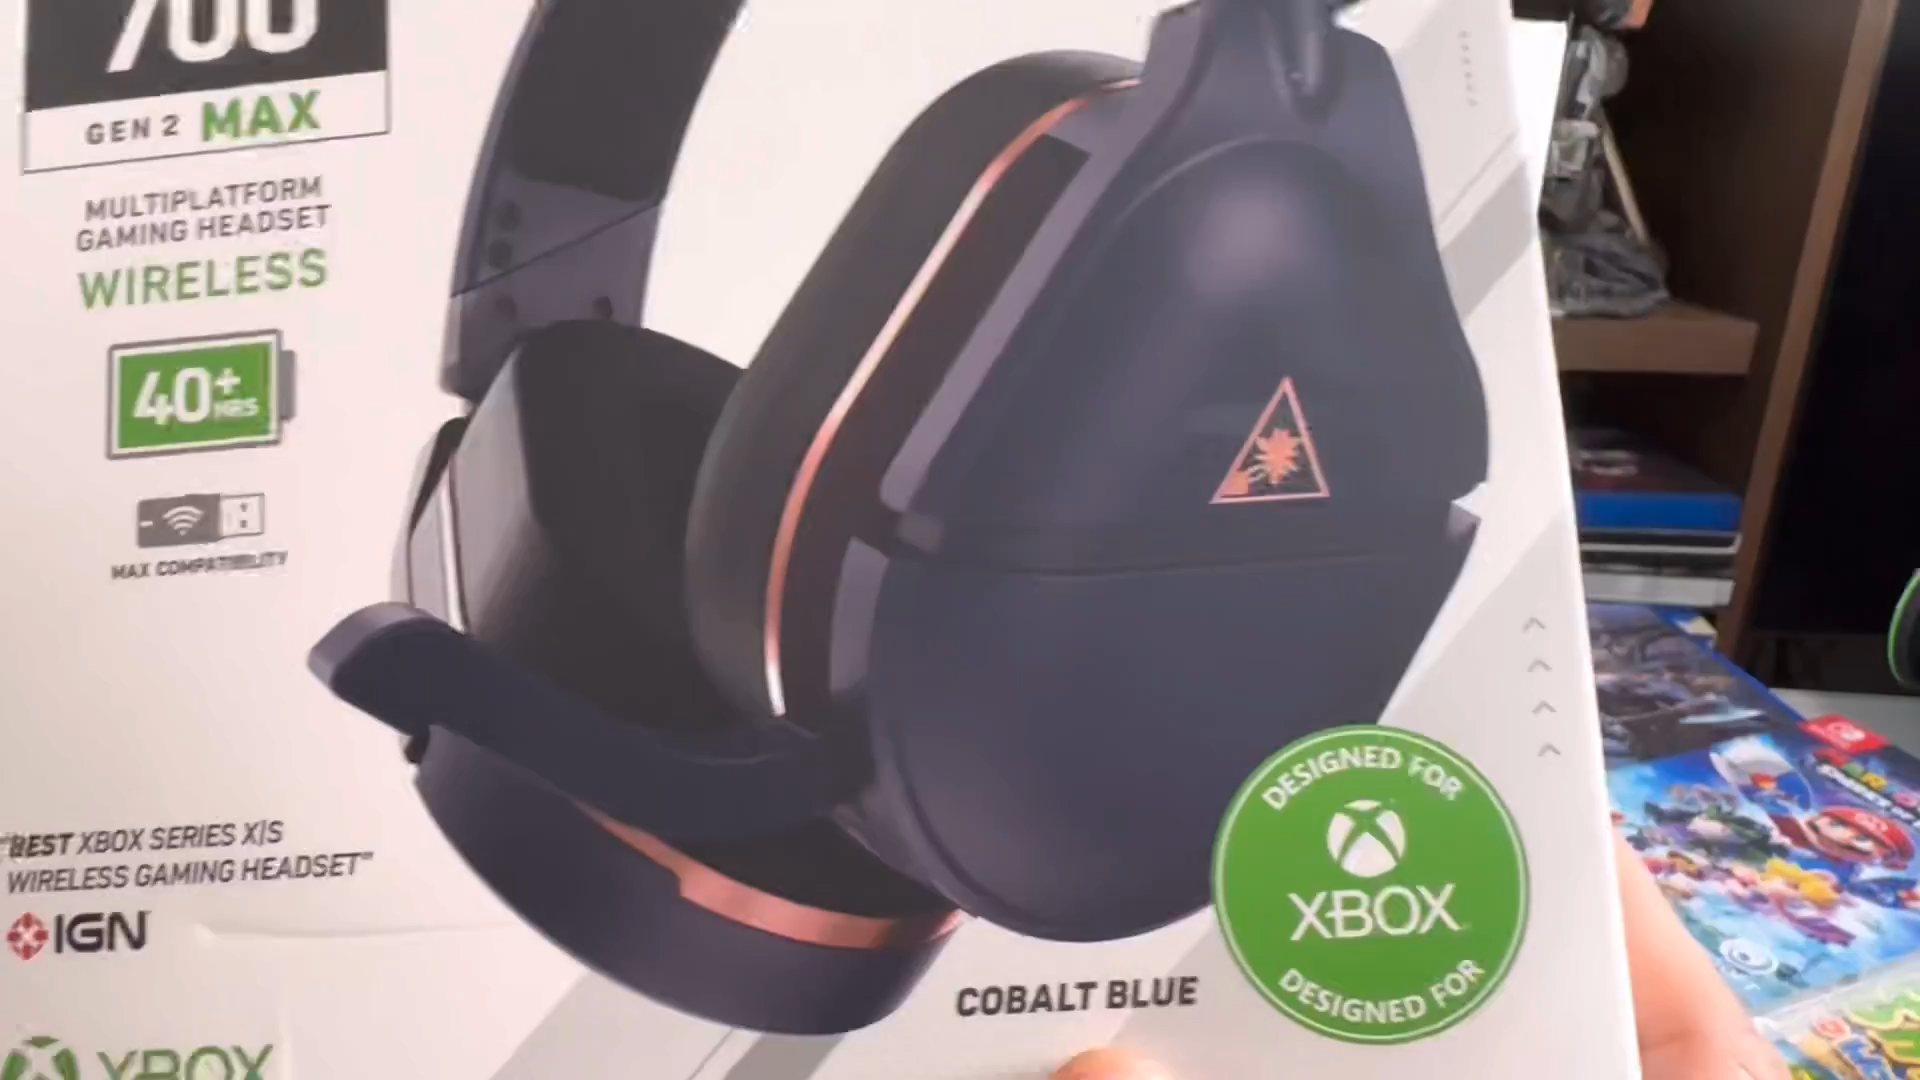 700
GEN 2 MAX
MULTIPLATFORM
GAMING HEADSET
WIRELESS
40+
HRS
MAX COMPATIBILITY
"BEST XBOX SERIES X|S
WIRELESS GAMING HEADSET"
IGN
XBOX
COBALT BLUE
DESIGNED FOR
XBOX
DESIGNED FOR